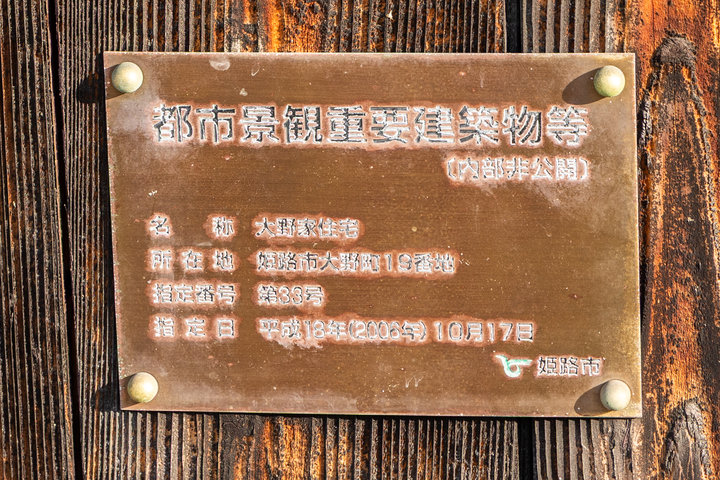 都市景観重要建築物等
(内部非公開)
名 称 大野家住宅
所在地 姫路市大野町19番地
指定番号 第33号
指定日 平成18年(2006年)10月17日
姫路市